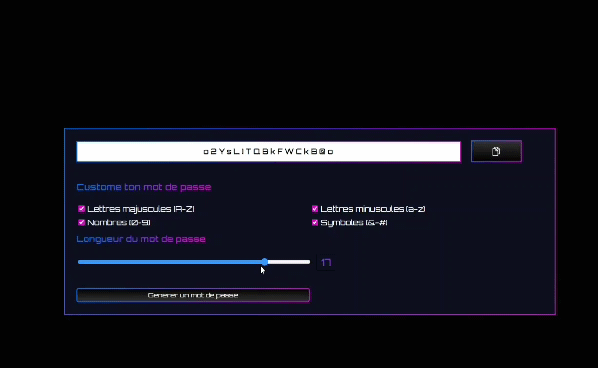 Custome ton mot de passe
Lettres majuscules (A-Z)
Lettres minuscules (a-z)
Nombres (0-9)
Symboles (&-#)
Longueur du mot de passe
17
Generer un mot de passe